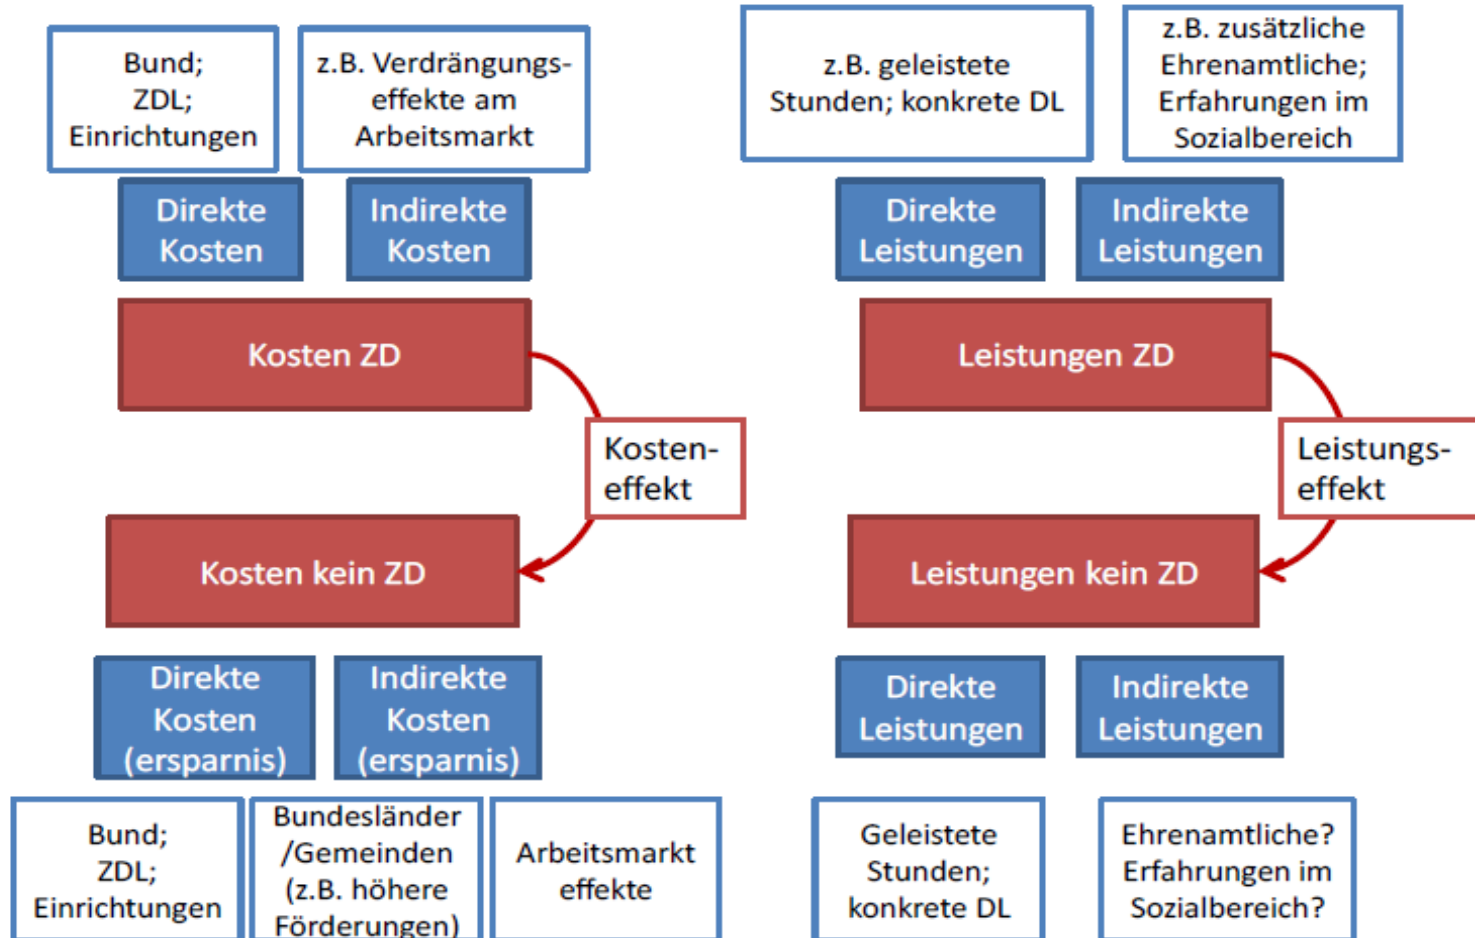 Bund;
ZDL;
Einrichtungen
z.B. Verdrängungs-
effekte am
Arbeitsmarkt
z.B. geleistete
Stunden; konkrete DL
z.B. zusätzliche
Ehrenamtliche;
Erfahrungen im
Sozialbereich
Direkte
Kosten
Indirekte
Kosten
Direkte
Leistungen
Indirekte
Leistungen
Kosten ZD
Leistungen ZD
Kosten-
effekt
Leistungs-
effekt
Kosten kein ZD
Leistungen kein ZD
Direkte
Kosten
(ersparnis)
Indirekte
Kosten
(ersparnis)
Direkte
Leistungen
Indirekte
Leistungen
Bund;
ZDL;
Einrichtungen
Bundesländer
/Gemeinden
(z.B. höhere
Förderungen)
Arbeitsmarkt
effekte
Geleistete
Stunden;
konkrete DL
Ehrenamtliche?
Erfahrungen im
Sozialbereich?